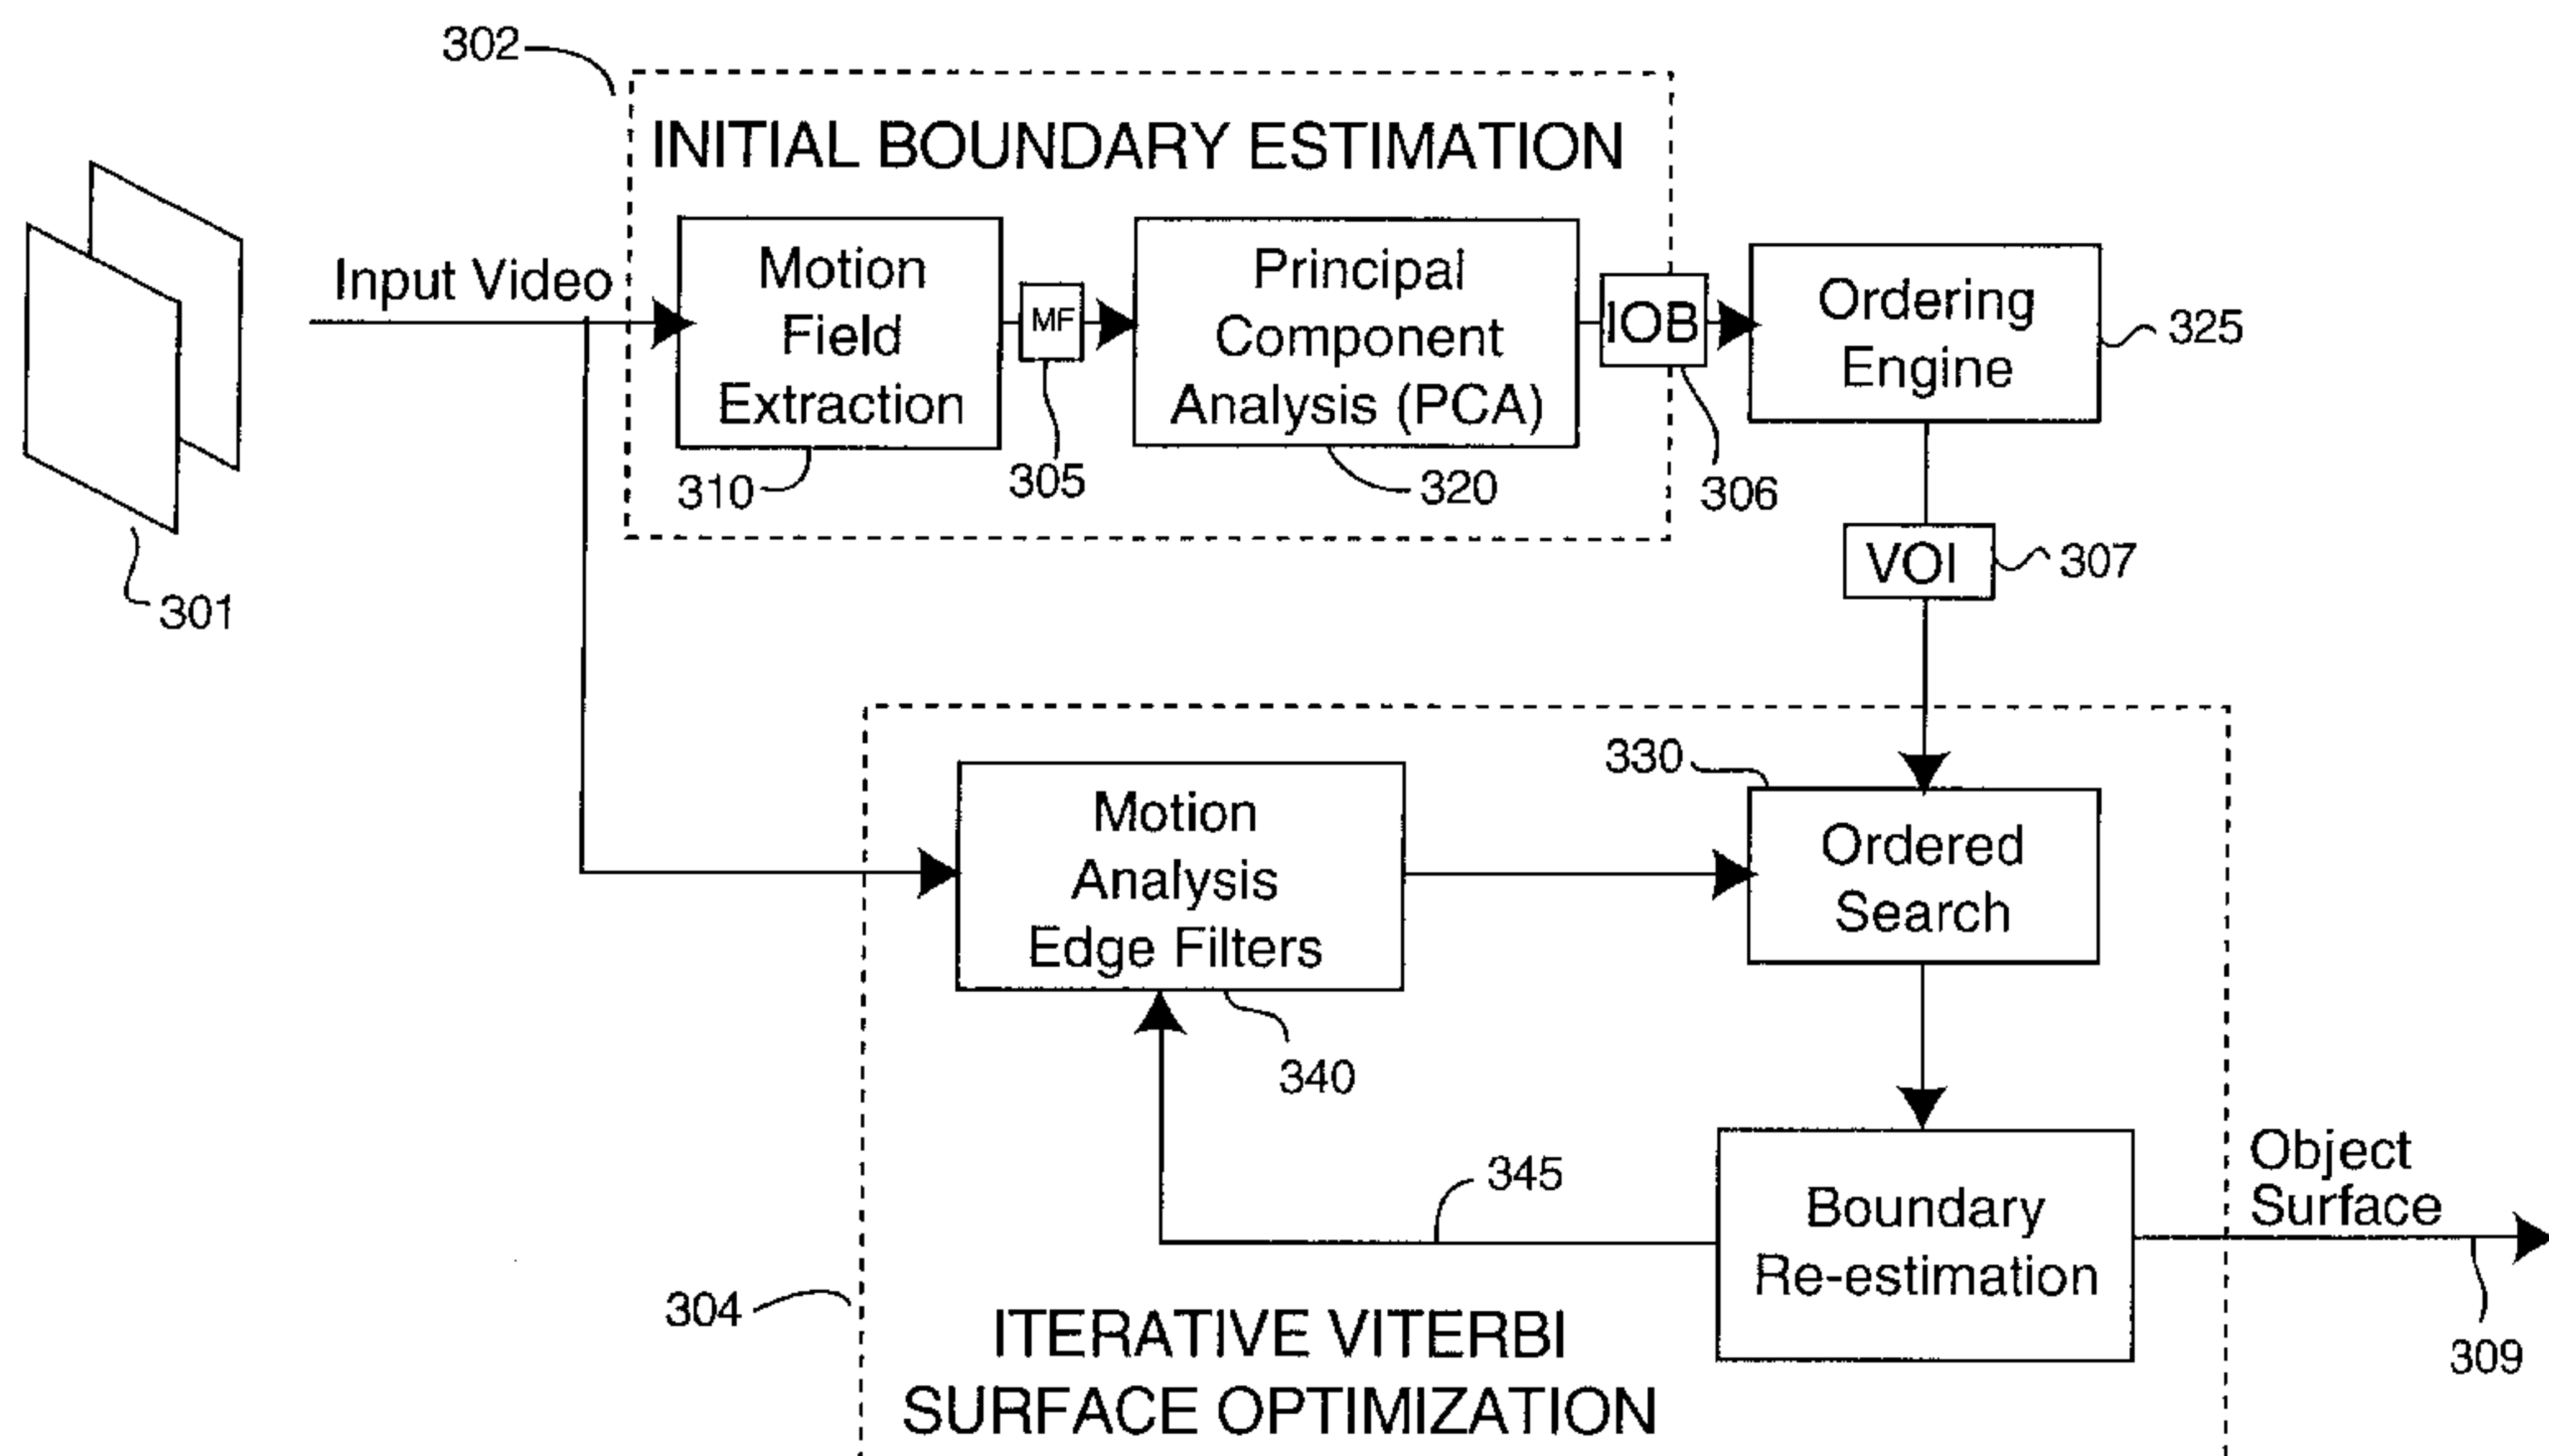 302
INITIAL BOUNDARY ESTIMATION
Input Video
Motion
Field
Extraction
MF
Principal
Component
Analysis (PCA)
IOB
Ordering
Engine
325
310
305
320
306
301
VOI
307
330
Motion
Analysis
Edge Filters
Ordered
Search
340
345
Boundary
Re-estimation
Object
Surface
304
309
ITERATIVE VITERBI
SURFACE OPTIMIZATION